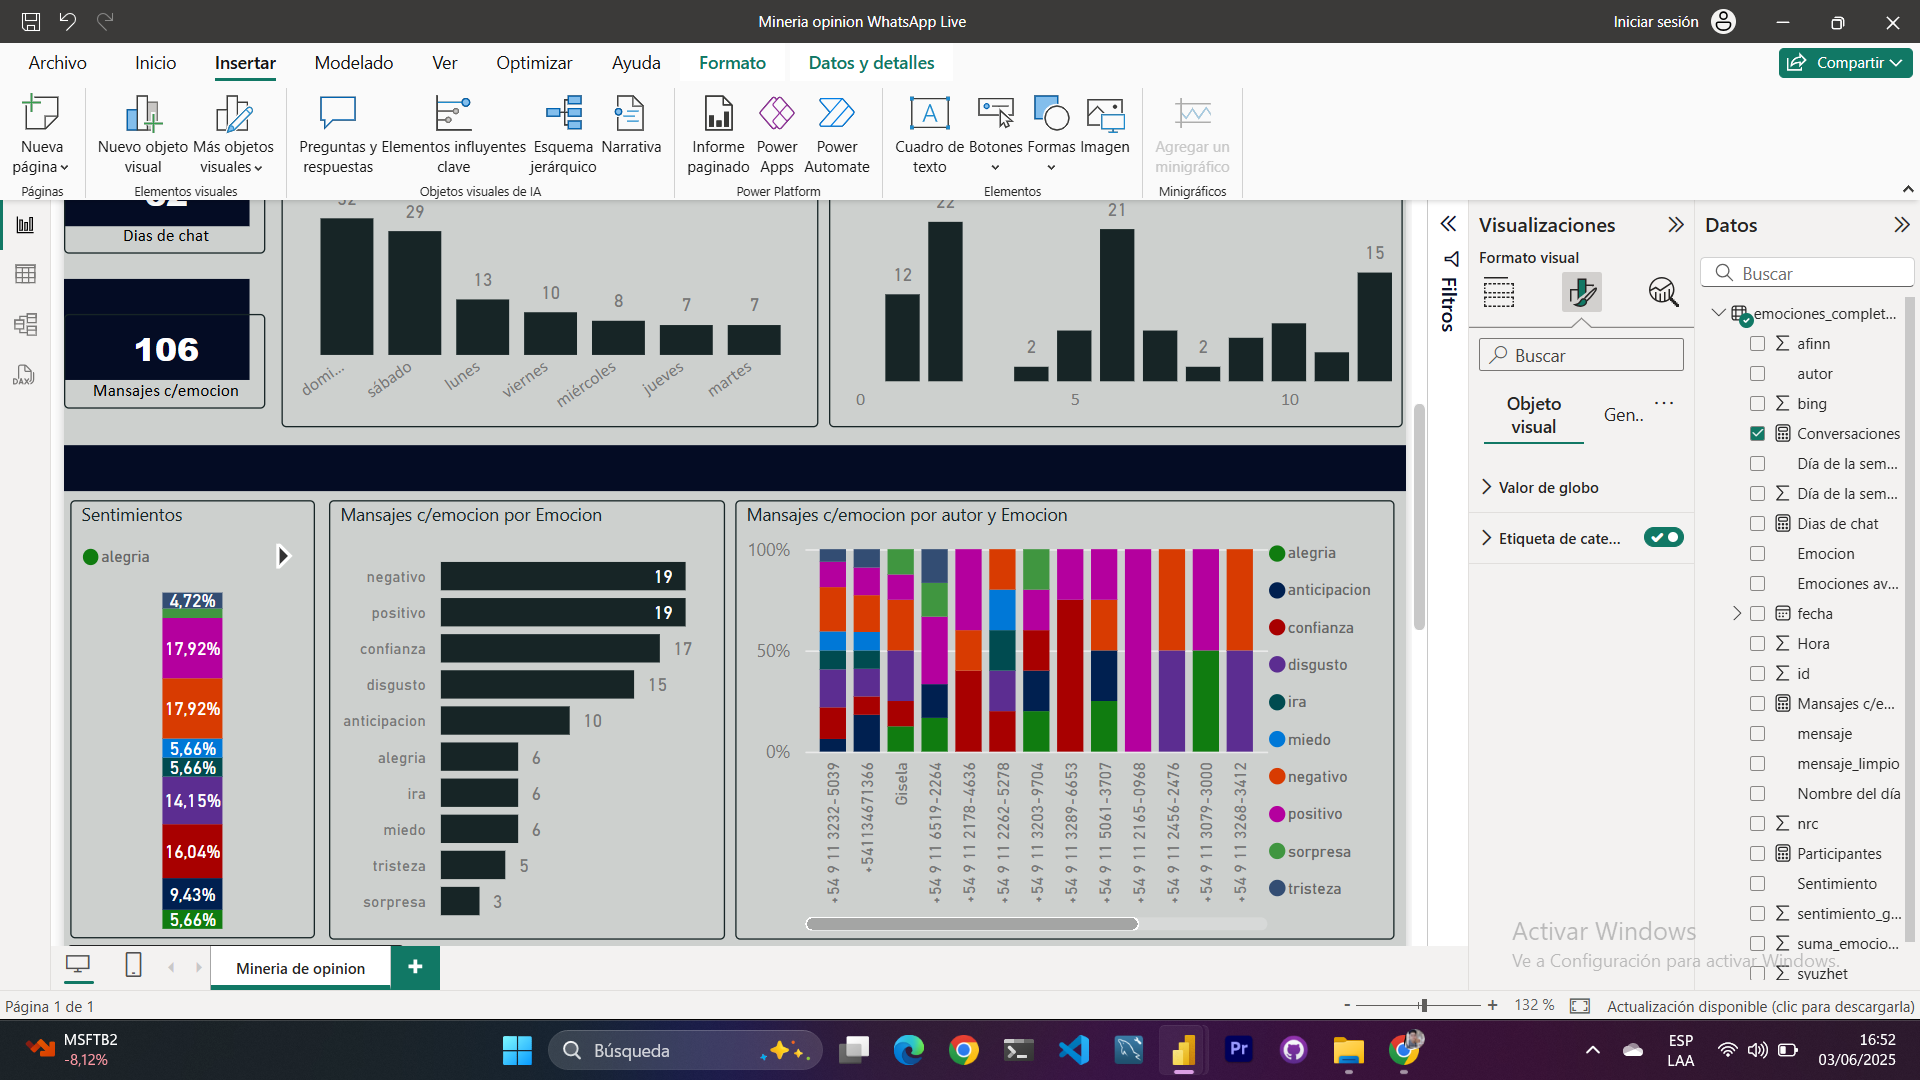 Mineria opinion WhatsApp Live
Iniciar sesión
Archivo Inicio Insertar Modelado Ver Optimizar Ayuda Formato Datos y detalles
Compartir
Nueva página
Nuevo objeto visual
Más objetos visuales
Preguntas y respuestas
Elementos influyentes clave
Esquema jerárquico
Narrativa
Informe paginado
Power Apps
Power Automate
Cuadro de texto
Botones
Formas
Imagen
Agregar un minigráfico
Páginas
Elementos visuales
Objetos visuales de IA
Power Platform
Elementos
Minigráficos
Dias de chat
106
Mansajes c/emocion
29
13
10
8
7
7
domi...
sábado
lunes
viernes
miércoles
jueves
martes
12
22
2
21
2
15
0
5
10
Sentimientos
alegria
4,72%
17,92%
17,92%
5,66%
5,66%
14,15%
16,04%
9,43%
5,66%
Mansajes c/emocion por Emocion
negativo 19
positivo 19
confianza 17
disgusto 15
anticipacion 10
alegria 6
ira 6
miedo 6
tristeza 5
sorpresa 3
Mansajes c/emocion por autor y Emocion
100%
50%
0%
+54 9 11 3232-5039
+5411134671366
Gisela
+54 9 11 6519-2264
+54 9 11 2178-4636
+54 9 11 2262-5278
+54 9 11 3203-9704
+54 9 11 3289-6653
+54 9 11 5061-3707
+54 9 11 2165-0968
+54 9 11 2456-2476
+54 9 11 3079-3000
+54 9 11 3268-3412
alegria
anticipacion
confianza
disgusto
ira
miedo
negativo
positivo
sorpresa
tristeza
Filtros
Visualizaciones
Formato visual
Buscar
Objeto visual
Gen..
...
Valor de globo
Etiqueta de cate...
Datos
Buscar
emociones_complet...
afinn
autor
bing
Conversaciones
Día de la sem...
Día de la sem...
Dias de chat
Emocion
Emociones av...
fecha
Hora
id
Mansajes c/e...
mensaje
mensaje_limpio
Nombre del día
nrc
Participantes
Sentimiento
sentimiento_g...
suma_emocio...
syuzhet
Activar Windows
Ve a Configuración para activar Windows.
Mineria de opinion
+
Página 1 de 1
- + 132 %
Actualización disponible (clic para descargarla)
MSFTB2
-8,12%
Búsqueda
DAX
Pr
ESP
LAA
16:52
03/06/2025